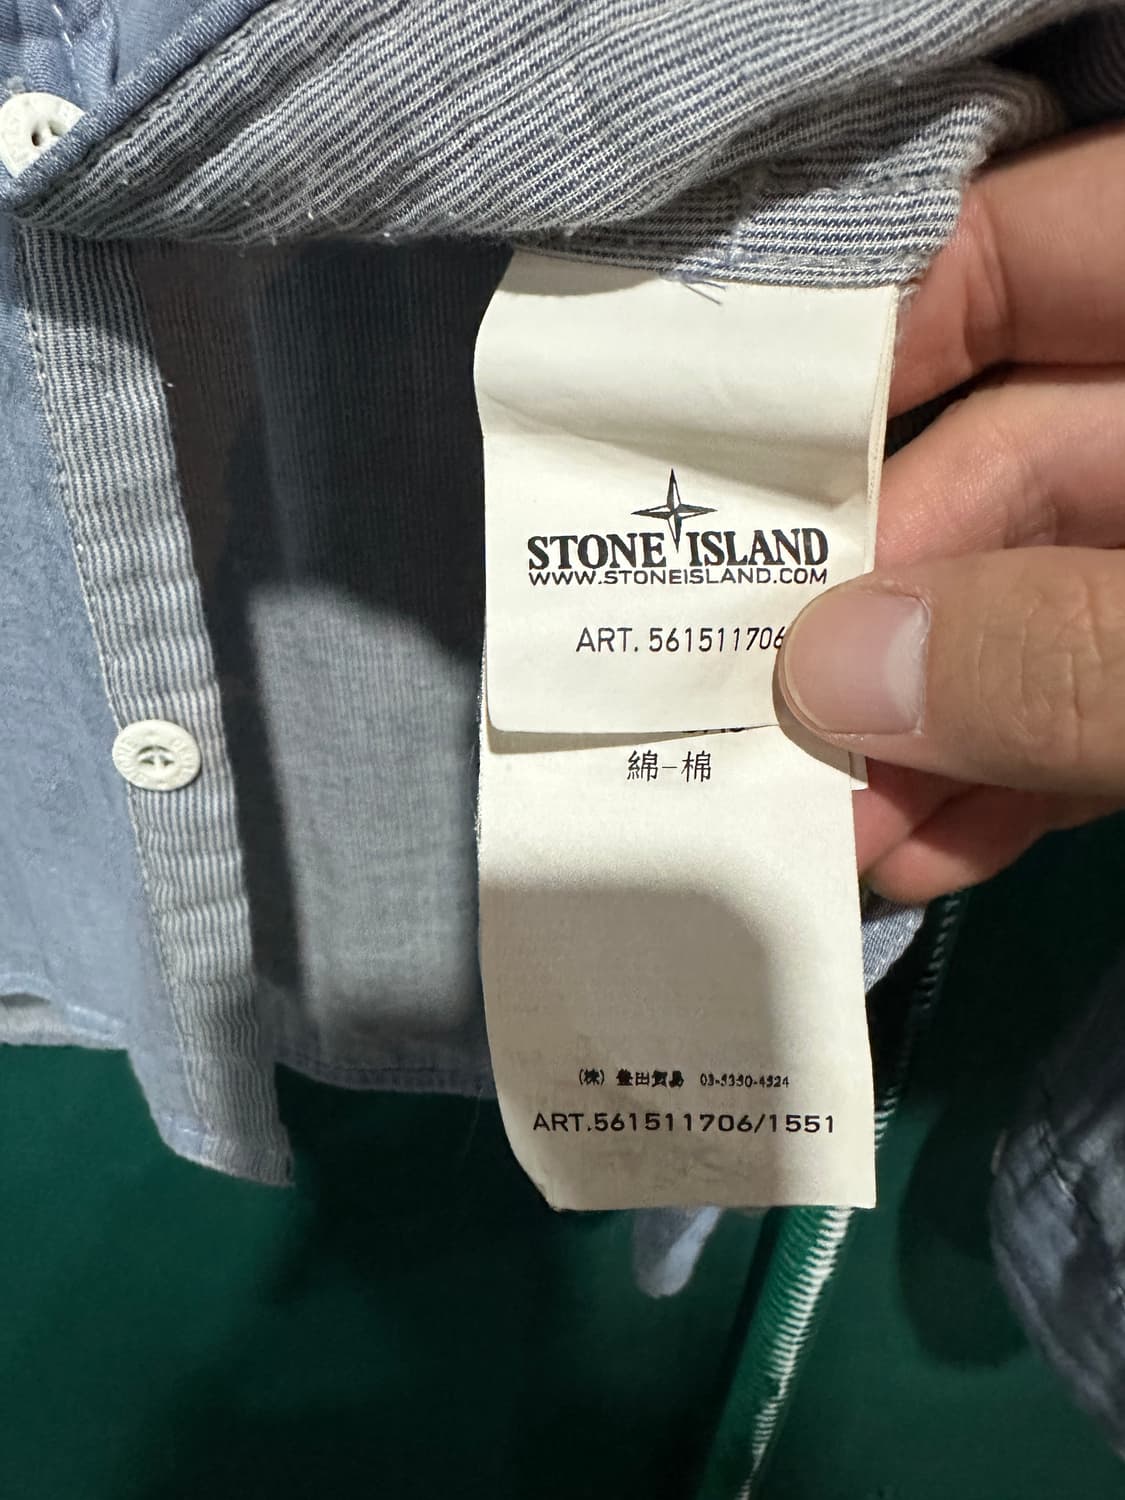 STONE ISLAND
WWW.STONEISLAND.COM
ART. 561511706
綿-棉
(株) 豊田貿易 03-5350-4324
ART.561511706/1551